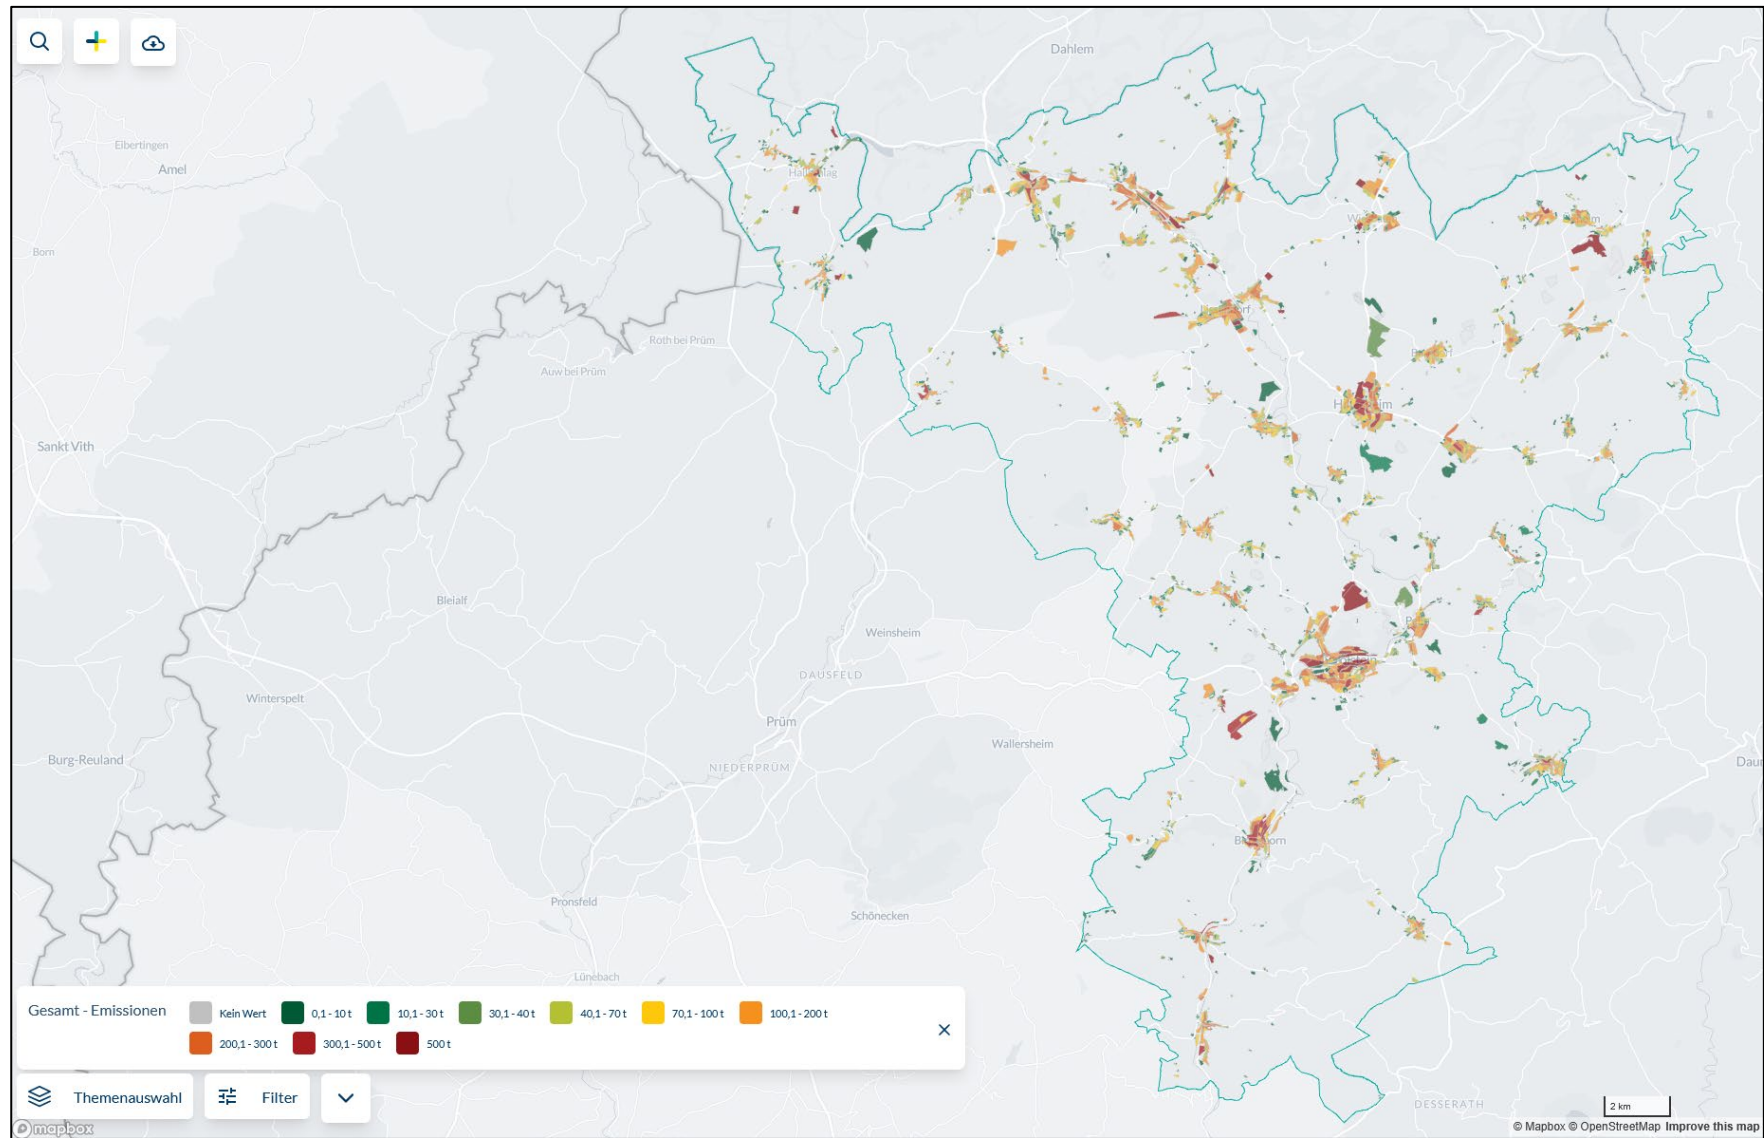 Dahlem
Elbertingen
Amel
Born
Roth bei Prüm
Auw bei Prüm
Sankt Vith
Bleialf
Weinsheim
DAUSFELD
Winterspelt
Prüm
Wallersheim
Burg-Reuland
NIEDERPRÜM
Pronsfeld
Schönecken
Lünebach
Gesamt - Emissionen
Kein Wert 0,1 - 10 t 10,1 - 30 t 30,1 - 40 t 40,1 - 70 t 70,1 - 100 t 100,1 - 200 t
200,1 - 300 t 300,1 - 500 t 500 t
Themenauswahl Filter
DESSERATH
2 km
mapbox
© Mapbox © OpenStreetMap Improve this map